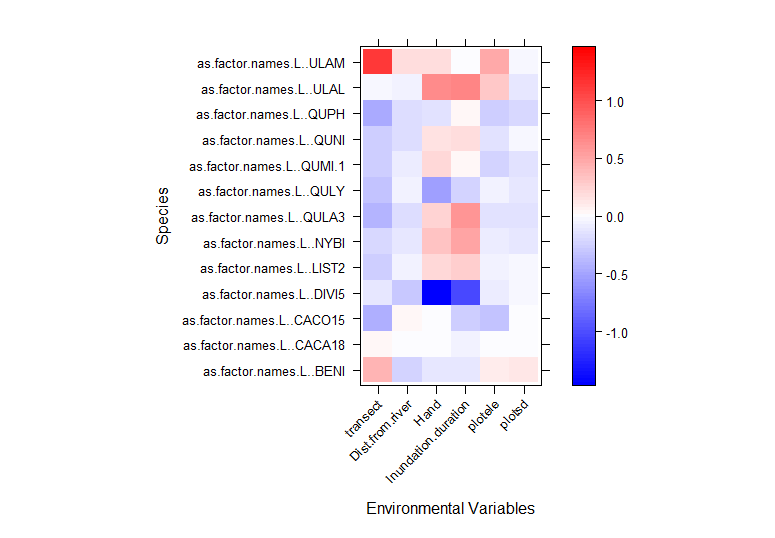 as.factor.names.L..ULAM
as.factor.names.L..ULAL
as.factor.names.L..QUPH
as.factor.names.L..QUNI
as.factor.names.L..QUMI.1
as.factor.names.L..QULY
as.factor.names.L..QULA3
as.factor.names.L..NYBI
as.factor.names.L..LIST2
as.factor.names.L..DIVI5
as.factor.names.L..CACO15
as.factor.names.L..CACA18
as.factor.names.L..BENI
Species
transect
Dist.from.river
Hand
Inundation.duration
plotele
plotsd
Environmental Variables
1.0
0.5
0.0
-0.5
-1.0